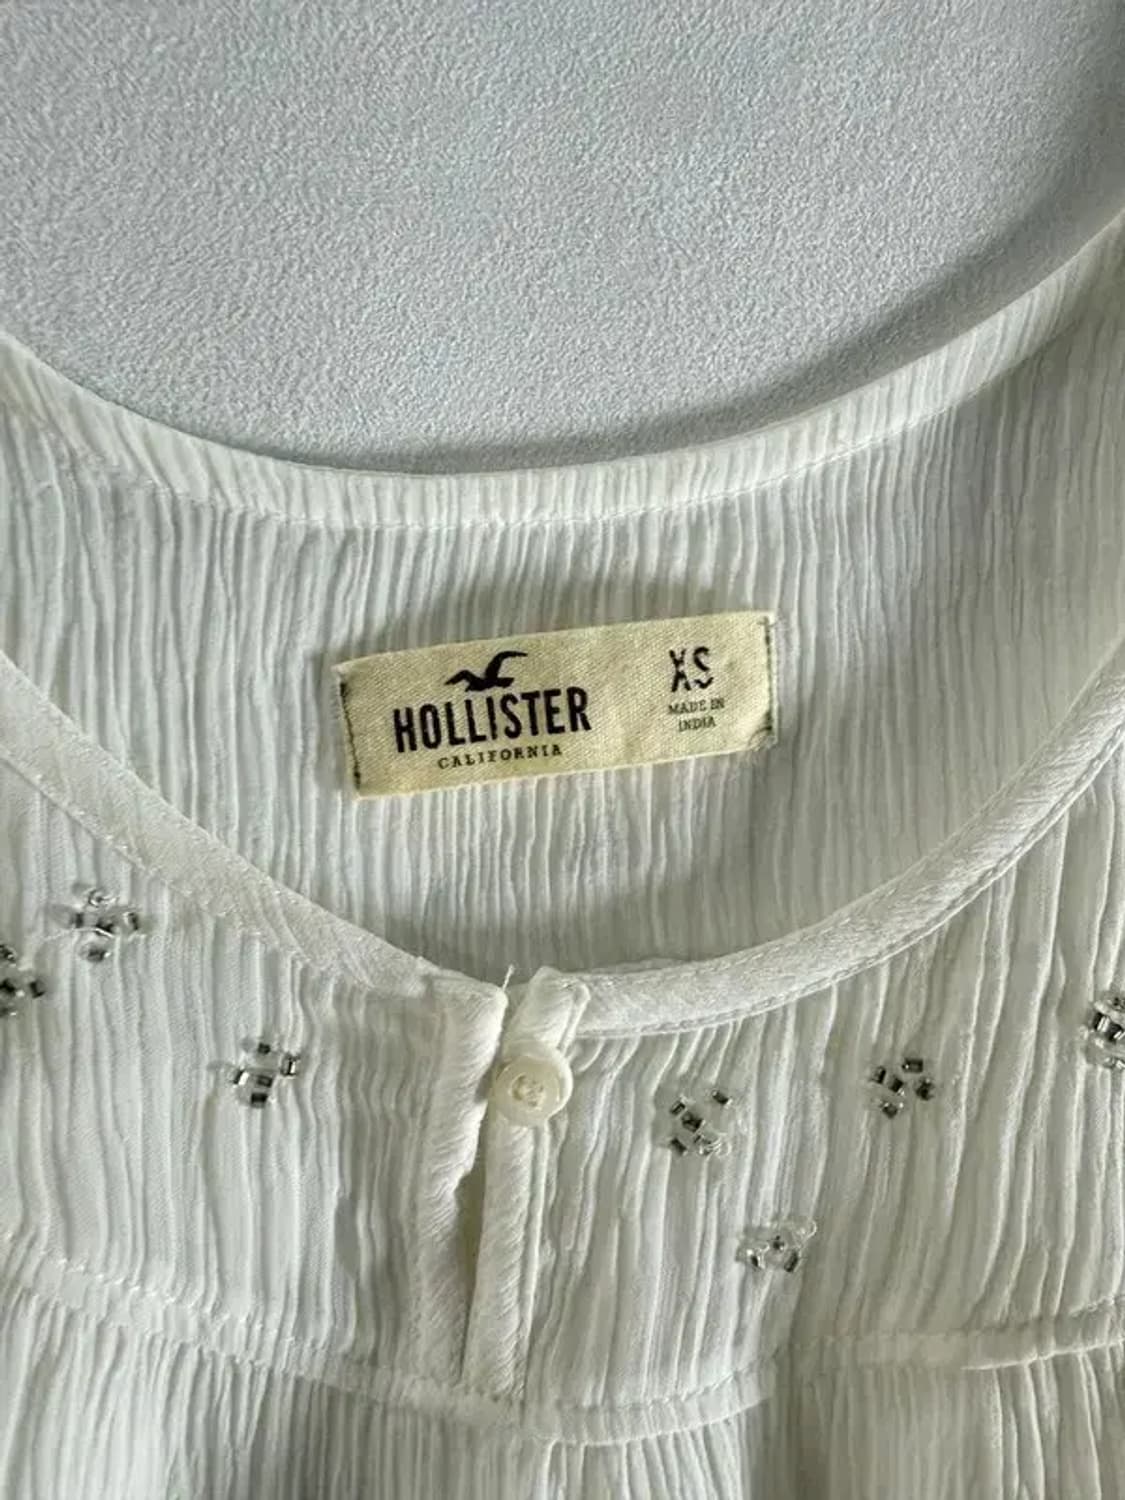 HOLLISTER
CALIFORNIA
XS
MADE IN
INDIA